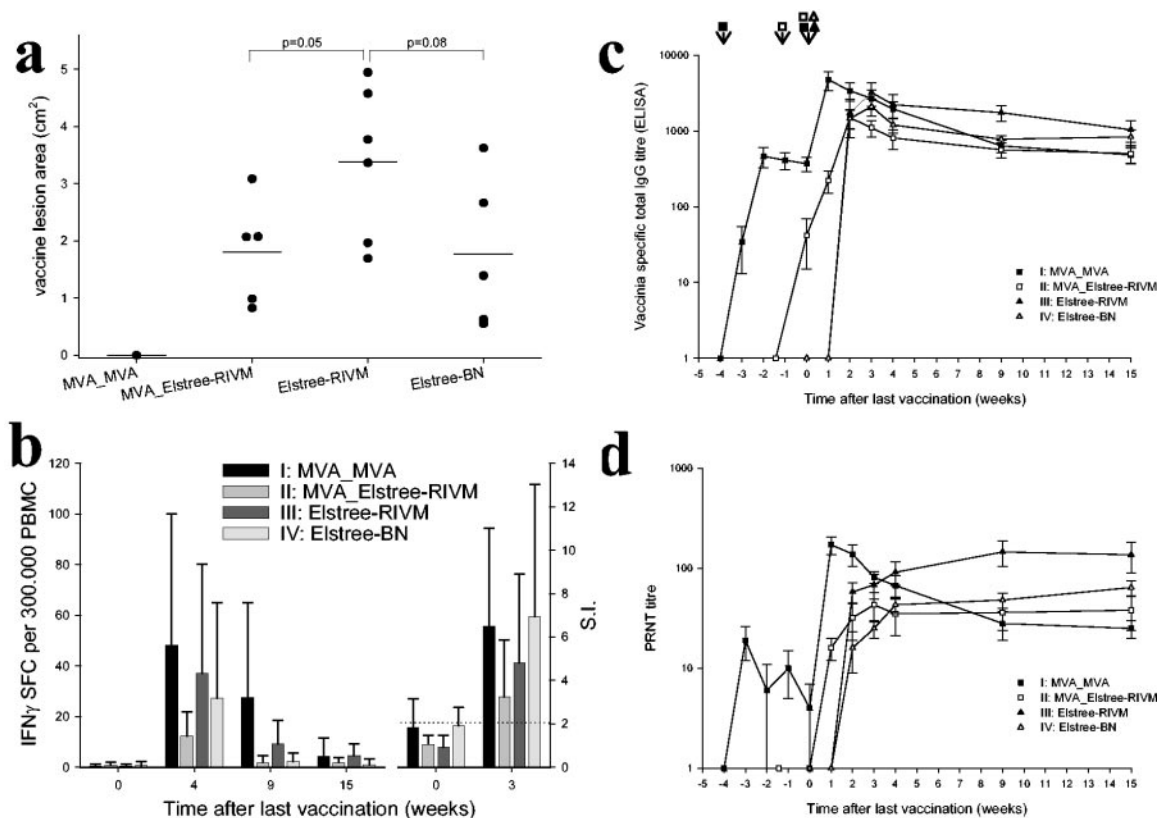 a
p=0.05
p=0.08
vaccine lesion area (cm²)
5
4
3
2
1
0
MVA_MVA
MVA_Elstree-RIVM
Elstree-RIVM
Elstree-BN
b
IFNγ SFC per 300.000 PBMC
120
100
80
60
40
20
0
I: MVA_MVA
II: MVA_Elstree-RIVM
III: Elstree-RIVM
IV: Elstree-BN
14
12
10
8
6
4
2
0
S.I.
0 4 9 15 0 3
Time after last vaccination (weeks)
c
Vaccinia specific total IgG titre (ELISA)
10000
1000
100
10
1
I: MVA_MVA
II: MVA_Elstree-RIVM
III: Elstree-RIVM
IV: Elstree-BN
-5 -4 -3 -2 -1 0 1 2 3 4 5 6 7 8 9 10 11 12 13 14 15
Time after last vaccination (weeks)
d
PRNT titre
1000
100
10
1
I: MVA_MVA
II: MVA_Elstree-RIVM
III: Elstree-RIVM
IV: Elstree-BN
-5 -4 -3 -2 -1 0 1 2 3 4 5 6 7 8 9 10 11 12 13 14 15
Time after last vaccination (weeks)